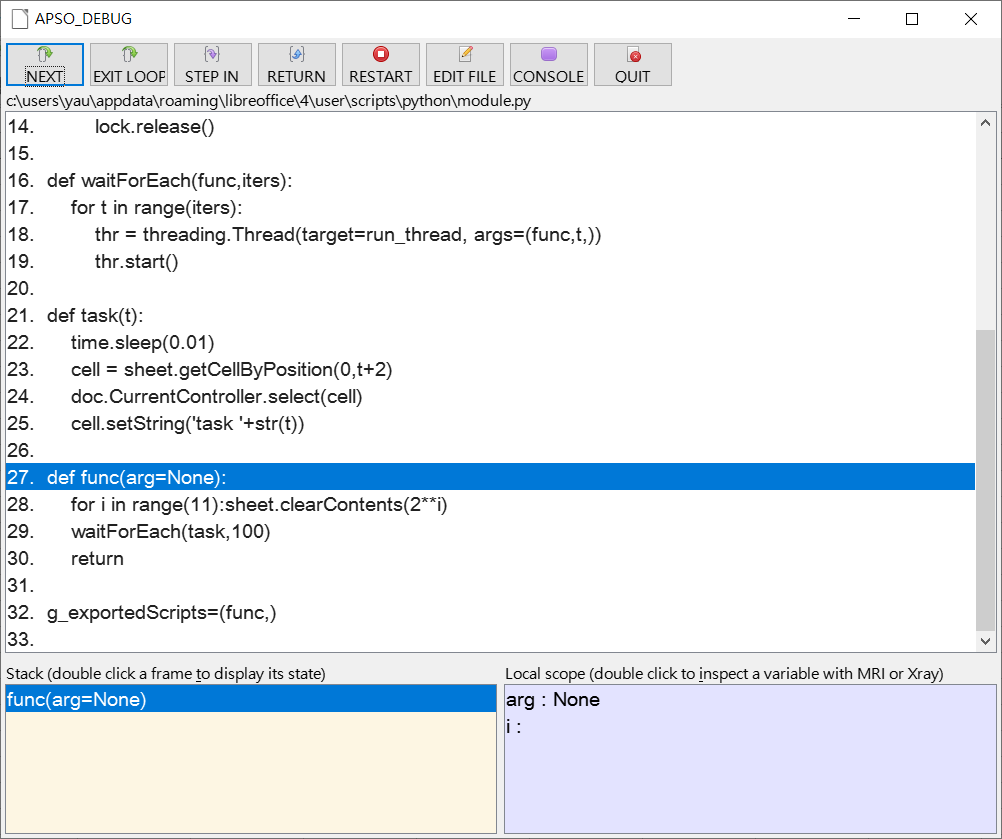 APSO_DEBUG
NEXT EXIT LOOP STEP IN RETURN RESTART EDIT FILE CONSOLE QUIT
c:\users\yau\appdata\roaming\libreoffice\4\user\scripts\python\module.py
14. lock.release()
15.
16. def waitForEach(func,iters):
17. for t in range(iters):
18. thr = threading.Thread(target=run_thread, args=(func,t,))
19. thr.start()
20.
21. def task(t):
22. time.sleep(0.01)
23. cell = sheet.getCellByPosition(0,t+2)
24. doc.CurrentController.select(cell)
25. cell.setString('task '+str(t))
26.
27. def func(arg=None):
28. for i in range(11):sheet.clearContents(2**i)
29. waitForEach(task,100)
30. return
31.
32. g_exportedScripts=(func,)
33.
Stack (double click a frame to display its state)
func(arg=None)
Local scope (double click to inspect a variable with MRI or Xray)
arg : None
i :